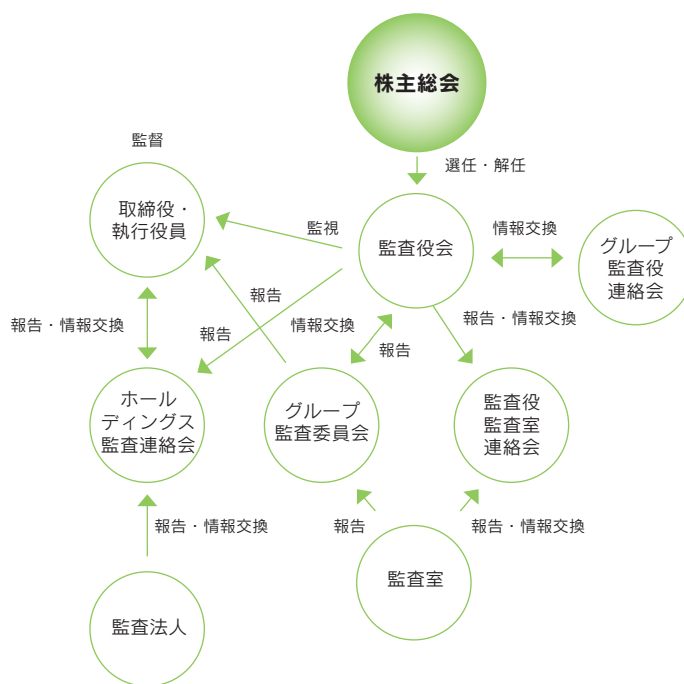 株主総会
選任・解任
監督
取締役・
執行役員
監視
監査役会
情報交換
グループ
監査役
連絡会
報告
報告・情報交換
報告
情報交換
報告
報告・情報交換
ホール
ディングス
監査連絡会
グループ
監査委員会
監査役
監査室
連絡会
報告・情報交換
報告
報告・情報交換
監査室
監査法人